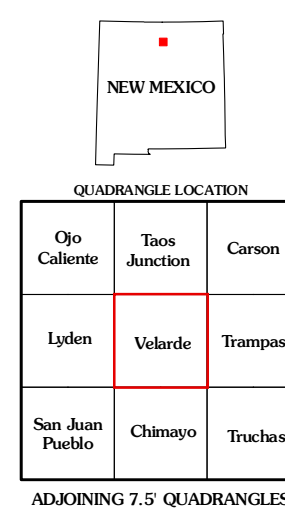 NEW MEXICO
QUADRANGLE LOCATION
Ojo
Caliente
Taos
Junction
Carson
Lyden
Velarde
Trampas
San Juan
Pueblo
Chimayo
Truchas
ADJOINING 7.5' QUADRANGLES